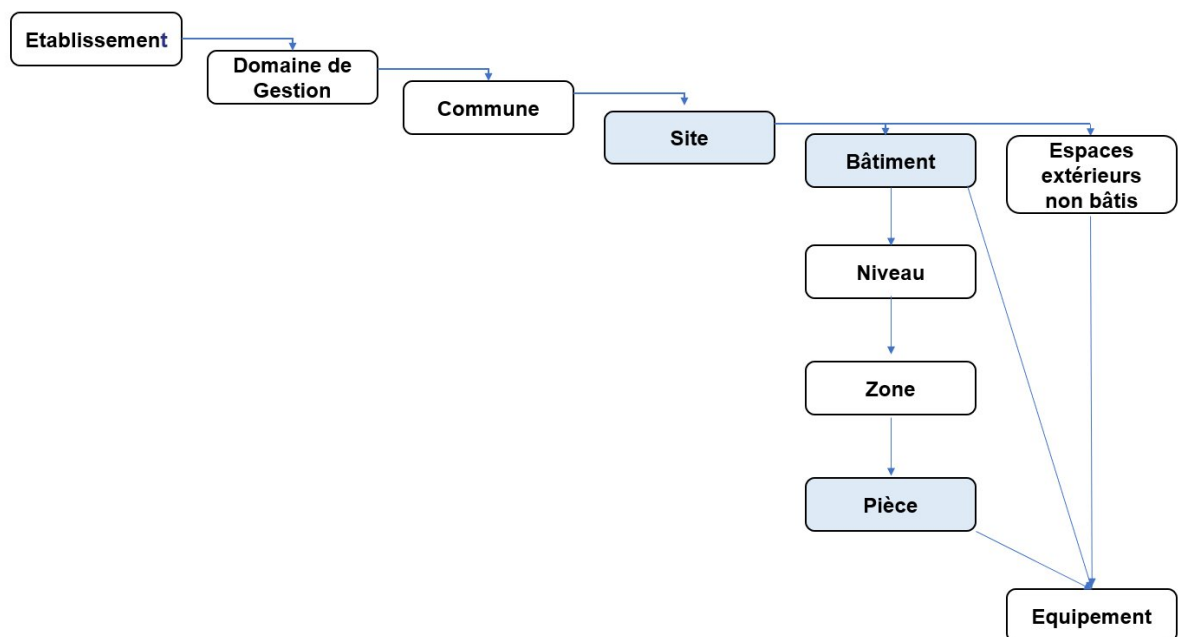 Etablissement
Domaine de
Gestion
Commune
Site
Bâtiment
Espaces
extérieurs
non bâtis
Niveau
Zone
Pièce
Equipement